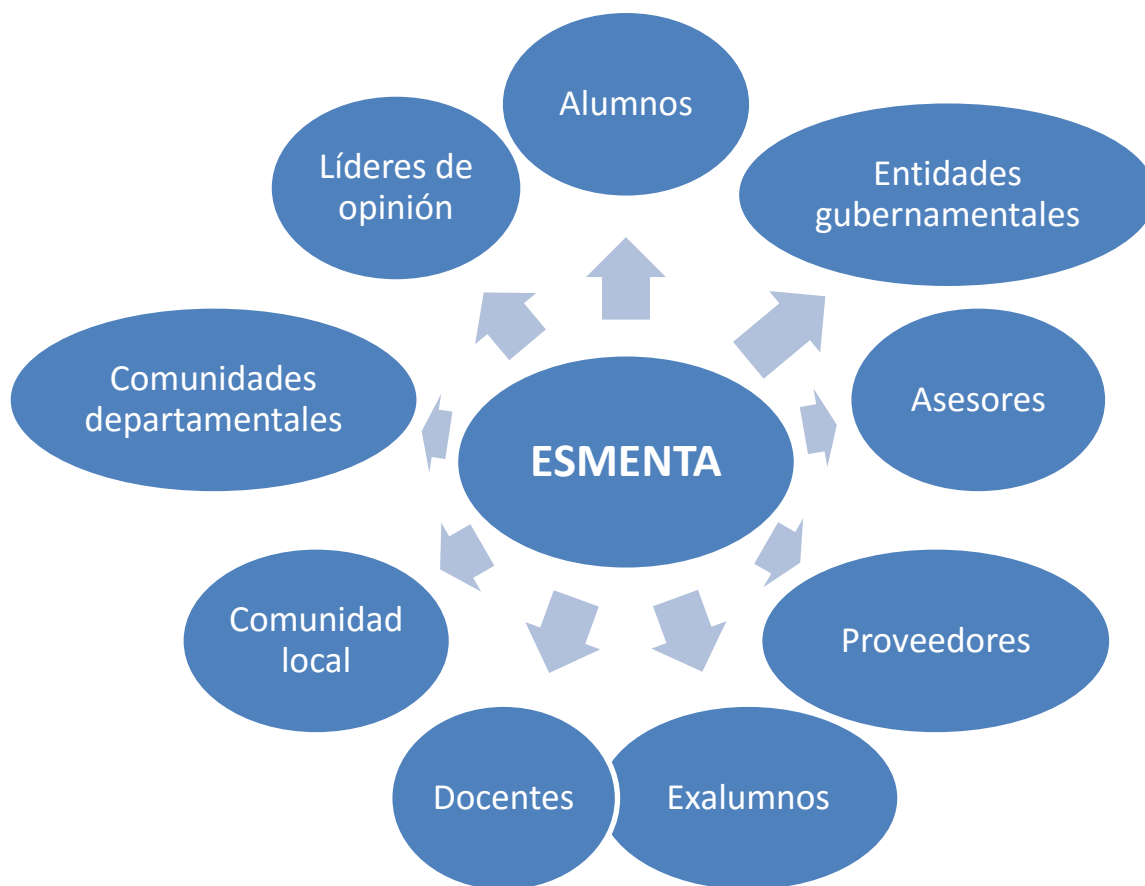 Alumnos
Líderes de
opinión
Entidades
gubernamentales
Comunidades
departamentales
Asesores
ESMENTA
Comunidad
local
Proveedores
Docentes
Exalumnos